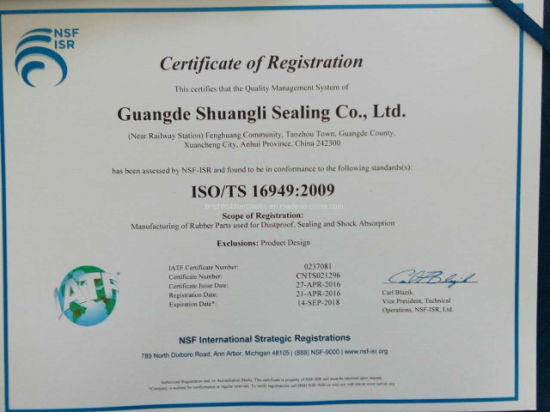 NSF
ISR
Certificate of Registration
This certifies that the Quality Management System of
Guangde Shuangli Sealing Co., Ltd.
(Near Railway Station) Fenghuang Community, Taozhou Town, Guangde County,
Xuancheng City, Anhui Province, China 242300
has been assessed by NSF-ISR and found to be in conformance to the following standard(s):
ISO/TS 16949:2009
Scope of Registration:
Manufacturing of Rubber Parts used for Dustproof, Sealing and Shock Absorption
Exclusions: Product Design
IATF Certificate Number: 0237081
Certificate Number: CNTS021296
Certificate Issue Date: 27-APR-2016
Registration Date: 21-APR-2016
Expiration Date*: 14-SEP-2018
Carl Blazik,
Vice President, Technical
Operations, NSF-ISR, Ltd.
IATF
NSF International Strategic Registrations
789 North Dixboro Road, Ann Arbor, Michigan 48105 | (888) NSF-9000 | www.nsf-isr.org